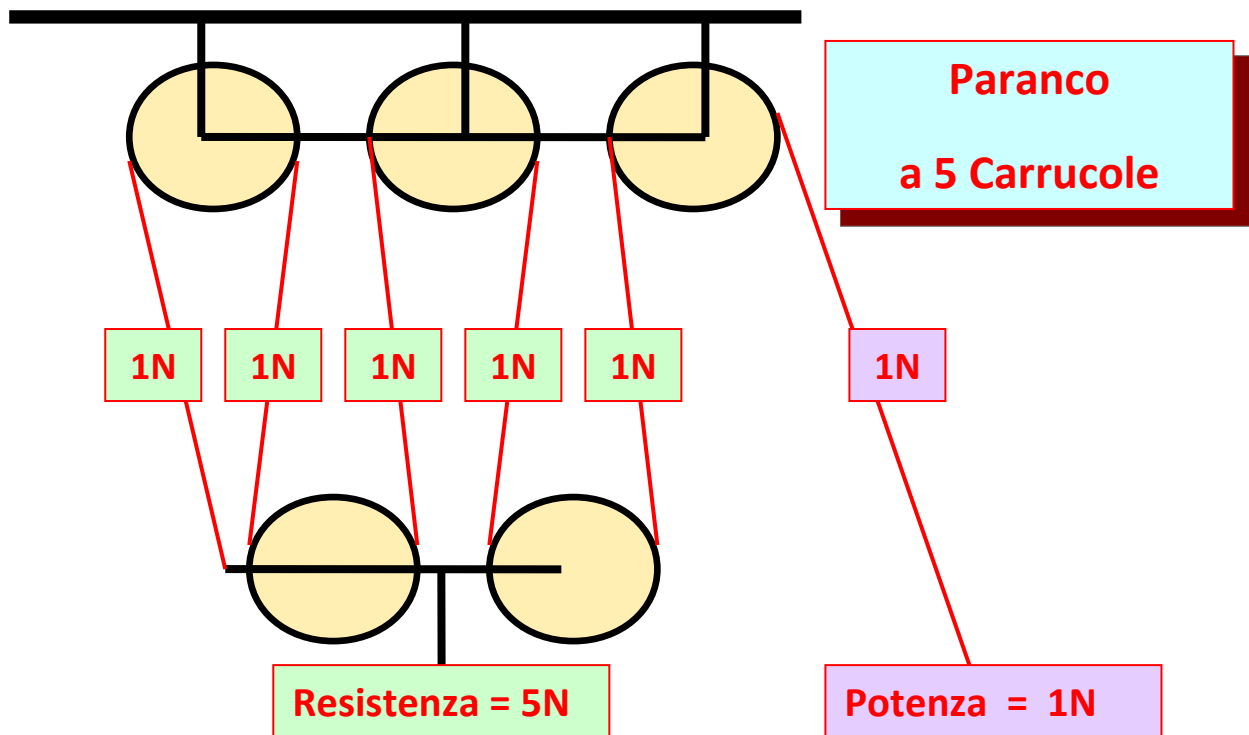 Paranco
a 5 Carrucole
1N 1N 1N 1N 1N 1N
Resistenza = 5N
Potenza = 1N